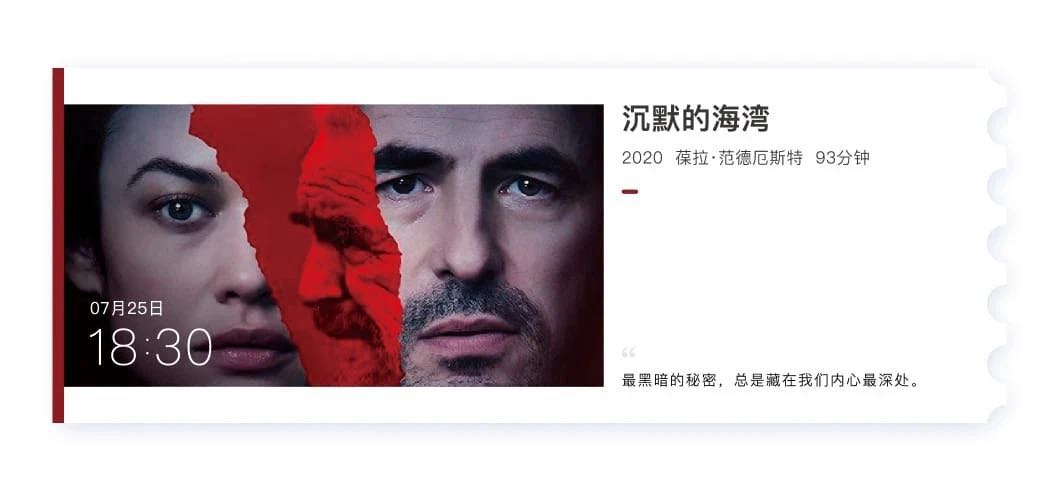 沉默的海湾
2020 葆拉·范德厄斯特 93分钟
07月25日
18:30
“
最黑暗的秘密，总是藏在我们内心最深处。